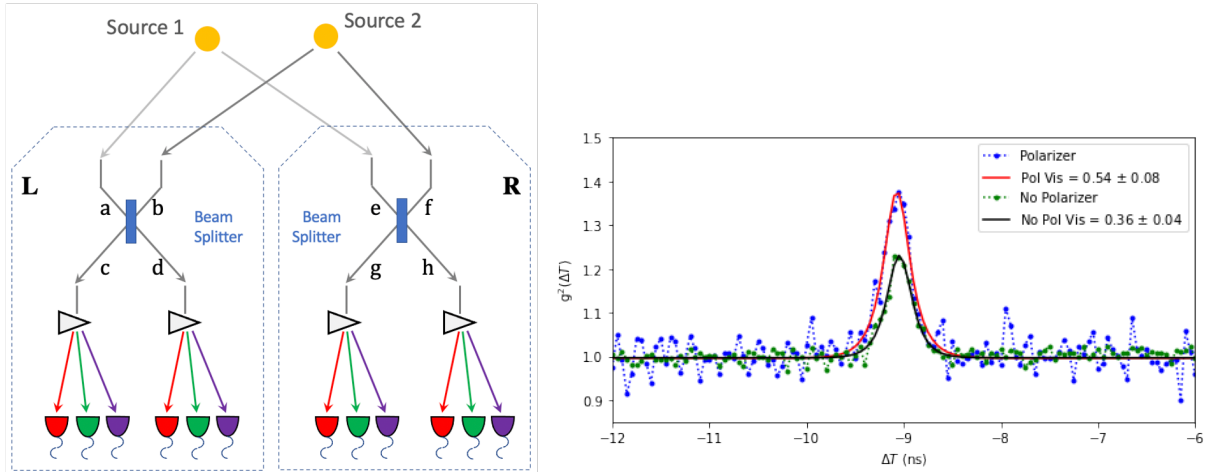 Source 1
Source 2
L
R
a
b
e
f
Beam
Splitter
Beam
Splitter
c
d
g
h
Polarizer
Pol Vis = 0.54 ± 0.08
No Polarizer
No Pol Vis = 0.36 ± 0.04
g²(ΔT)
1.5
1.4
1.3
1.2
1.1
1.0
0.9
−12
−11
−10
−9
−8
−7
−6
ΔT (ns)